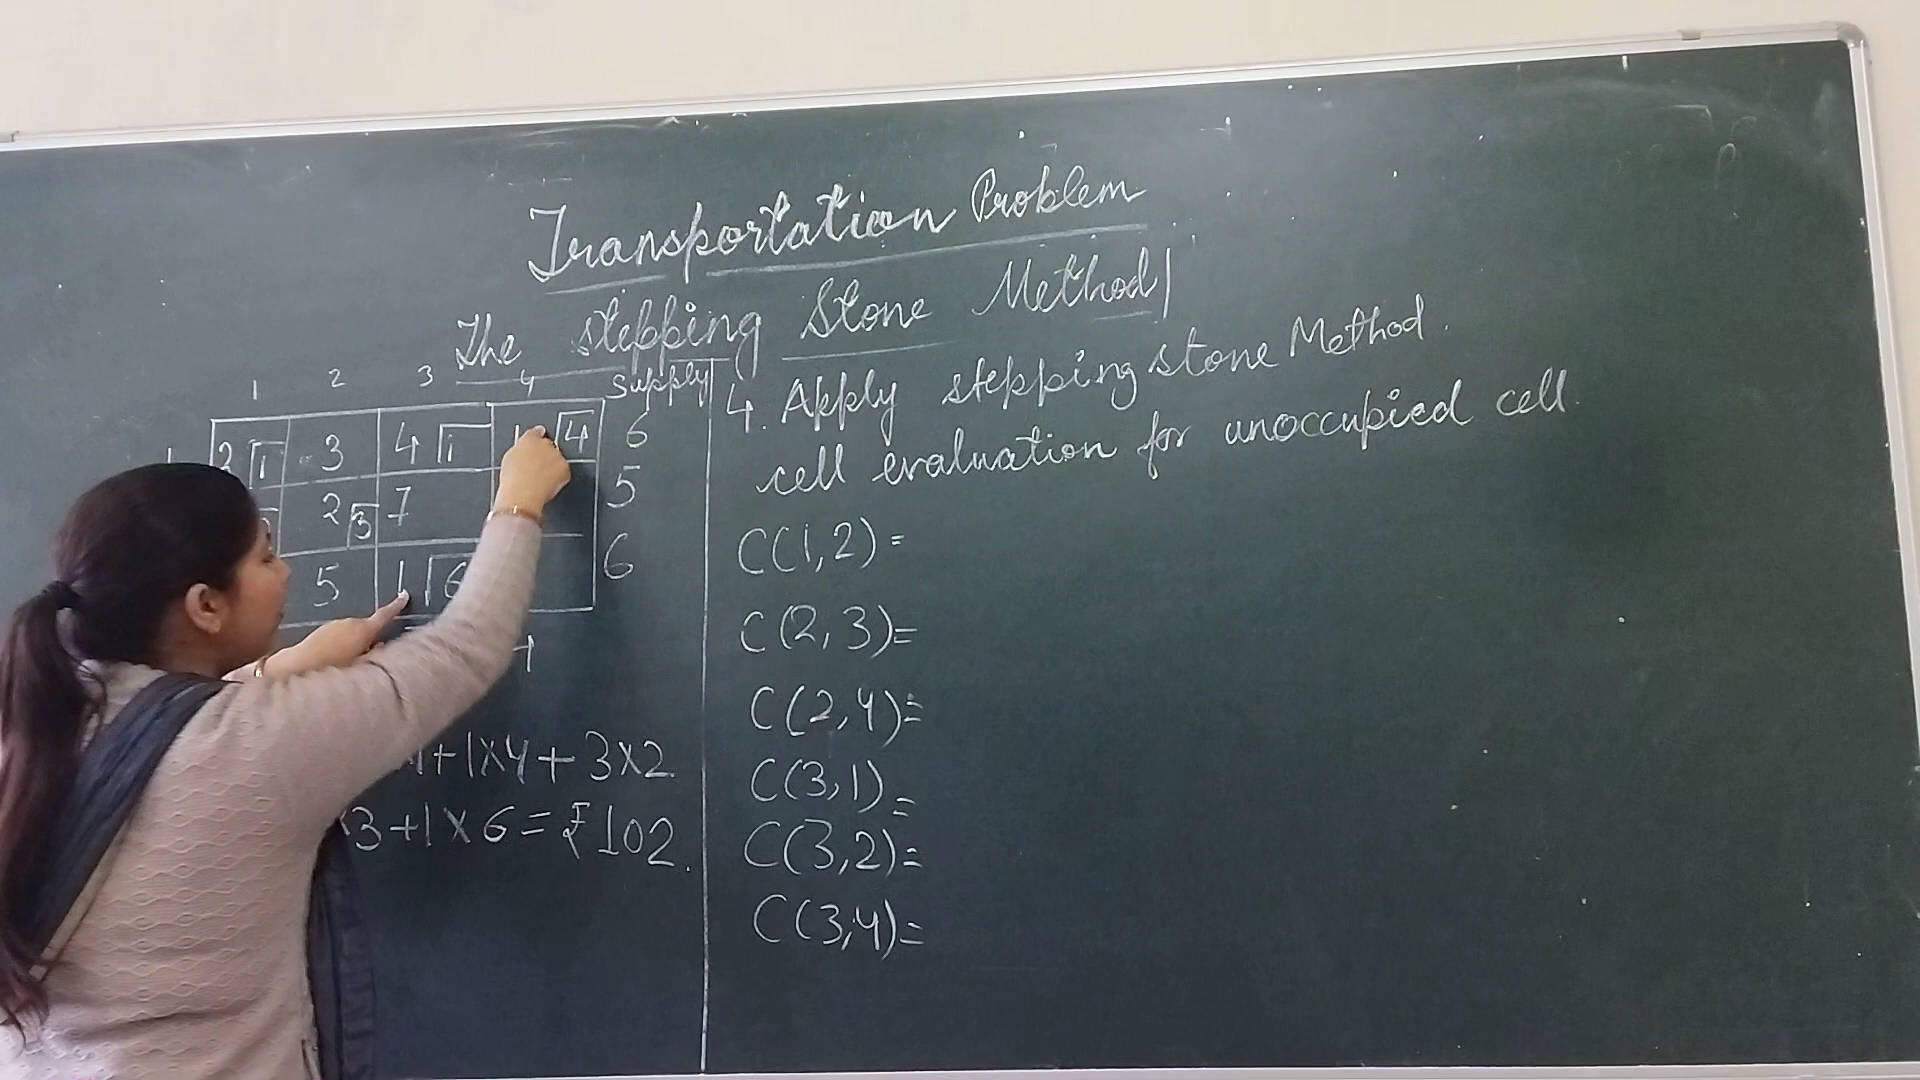 Transportation Problem
The stepping Stone Method
1 2 3 4 Supply
2 1 3 4 1 4 6
2 3 7 5
5 1 6 6
+1×4+3×2
×3+1×6=₹102.
4. Apply stepping stone Method.
cell evaluation for unoccupied cell.
C(1,2)=
C(2,3)=
C(2,4)=
C(3,1)=
C(3,2)=
C(3,4)=